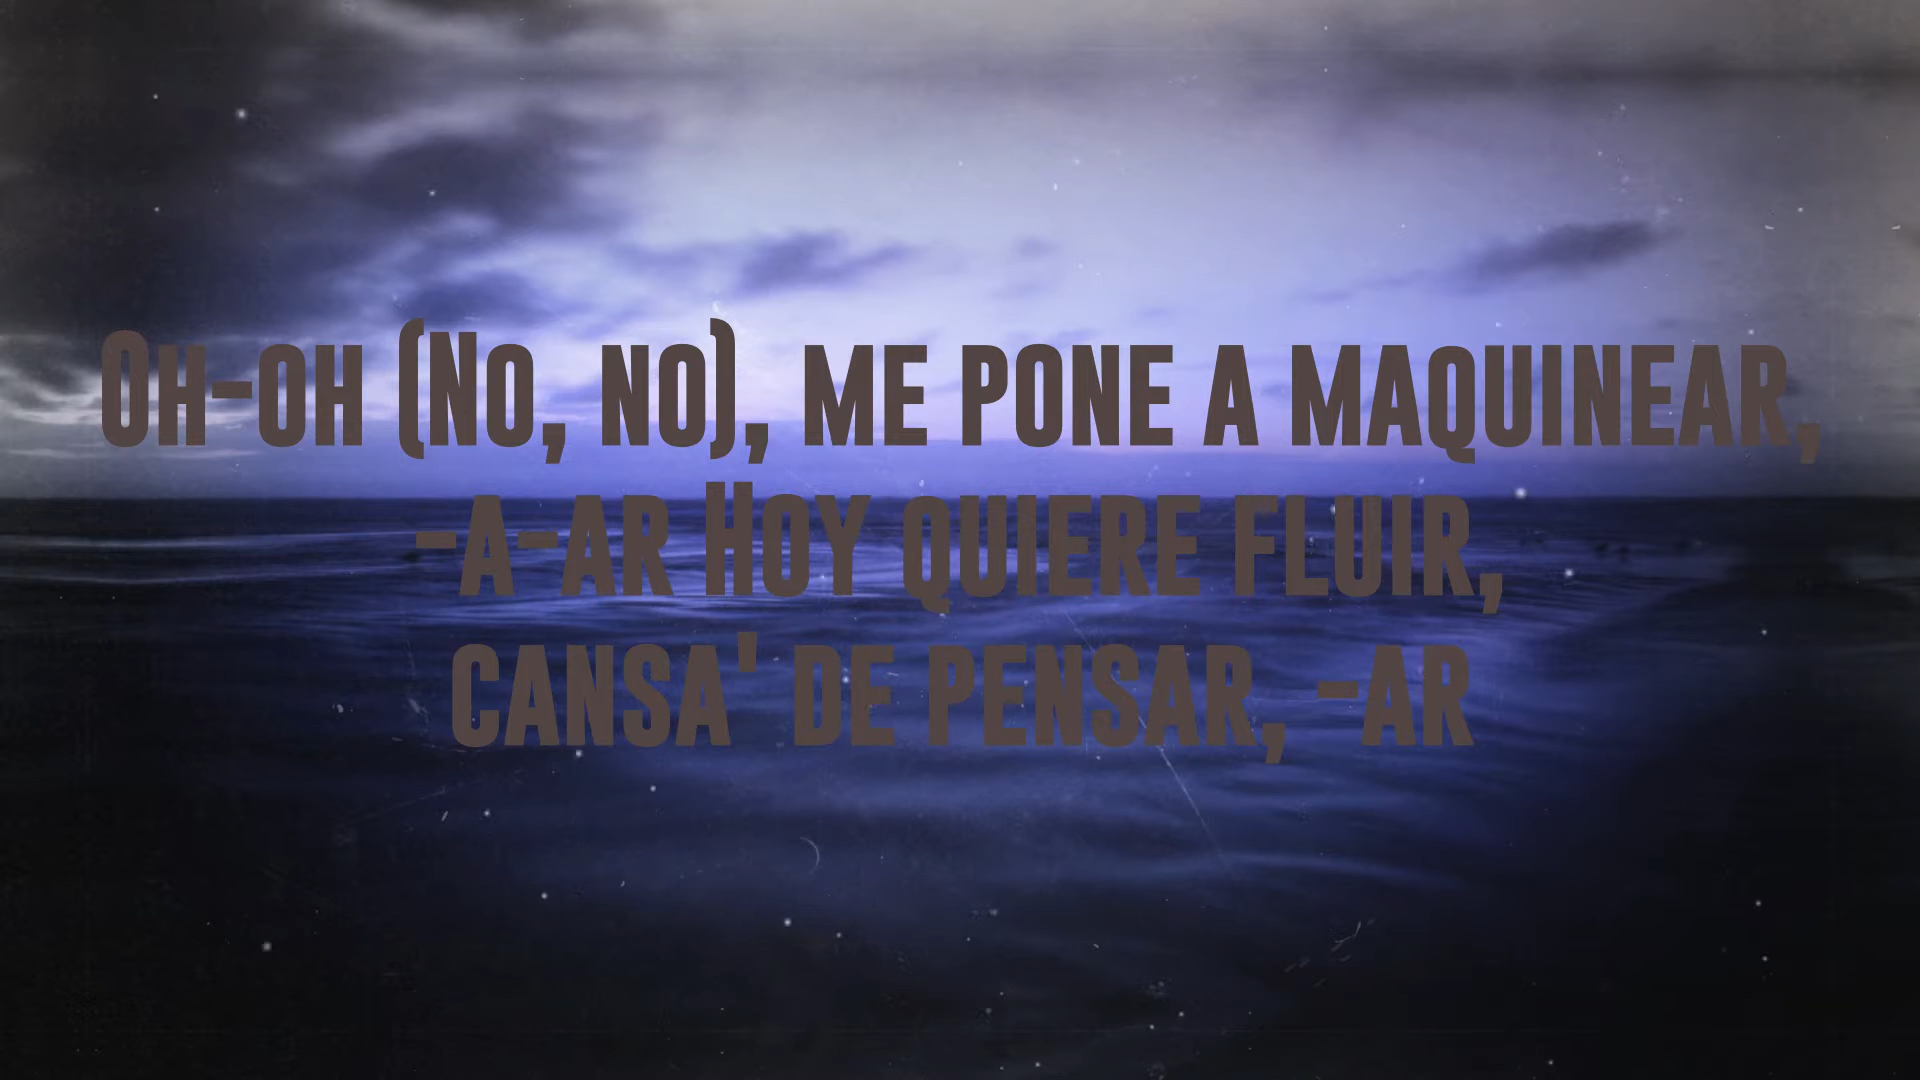 Oh-oh (No, no), me pone a maquinear,
-a-ar Hoy quiere fluir,
cansa' de pensar, -ar